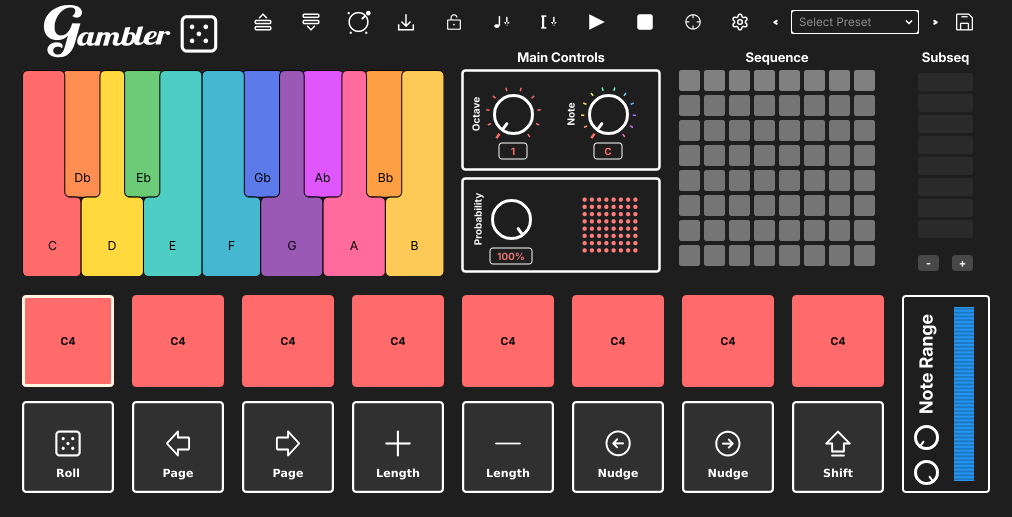 Gambler
Select Preset
Main Controls
Sequence
Subseq
Octave
Note
1
C
Db
Eb
Gb
Ab
Bb
C
D
E
F
G
A
B
Probability
100%
-
+
C4
C4
C4
C4
C4
C4
C4
C4
Note Range
Roll
Page
Page
Length
Length
Nudge
Nudge
Shift